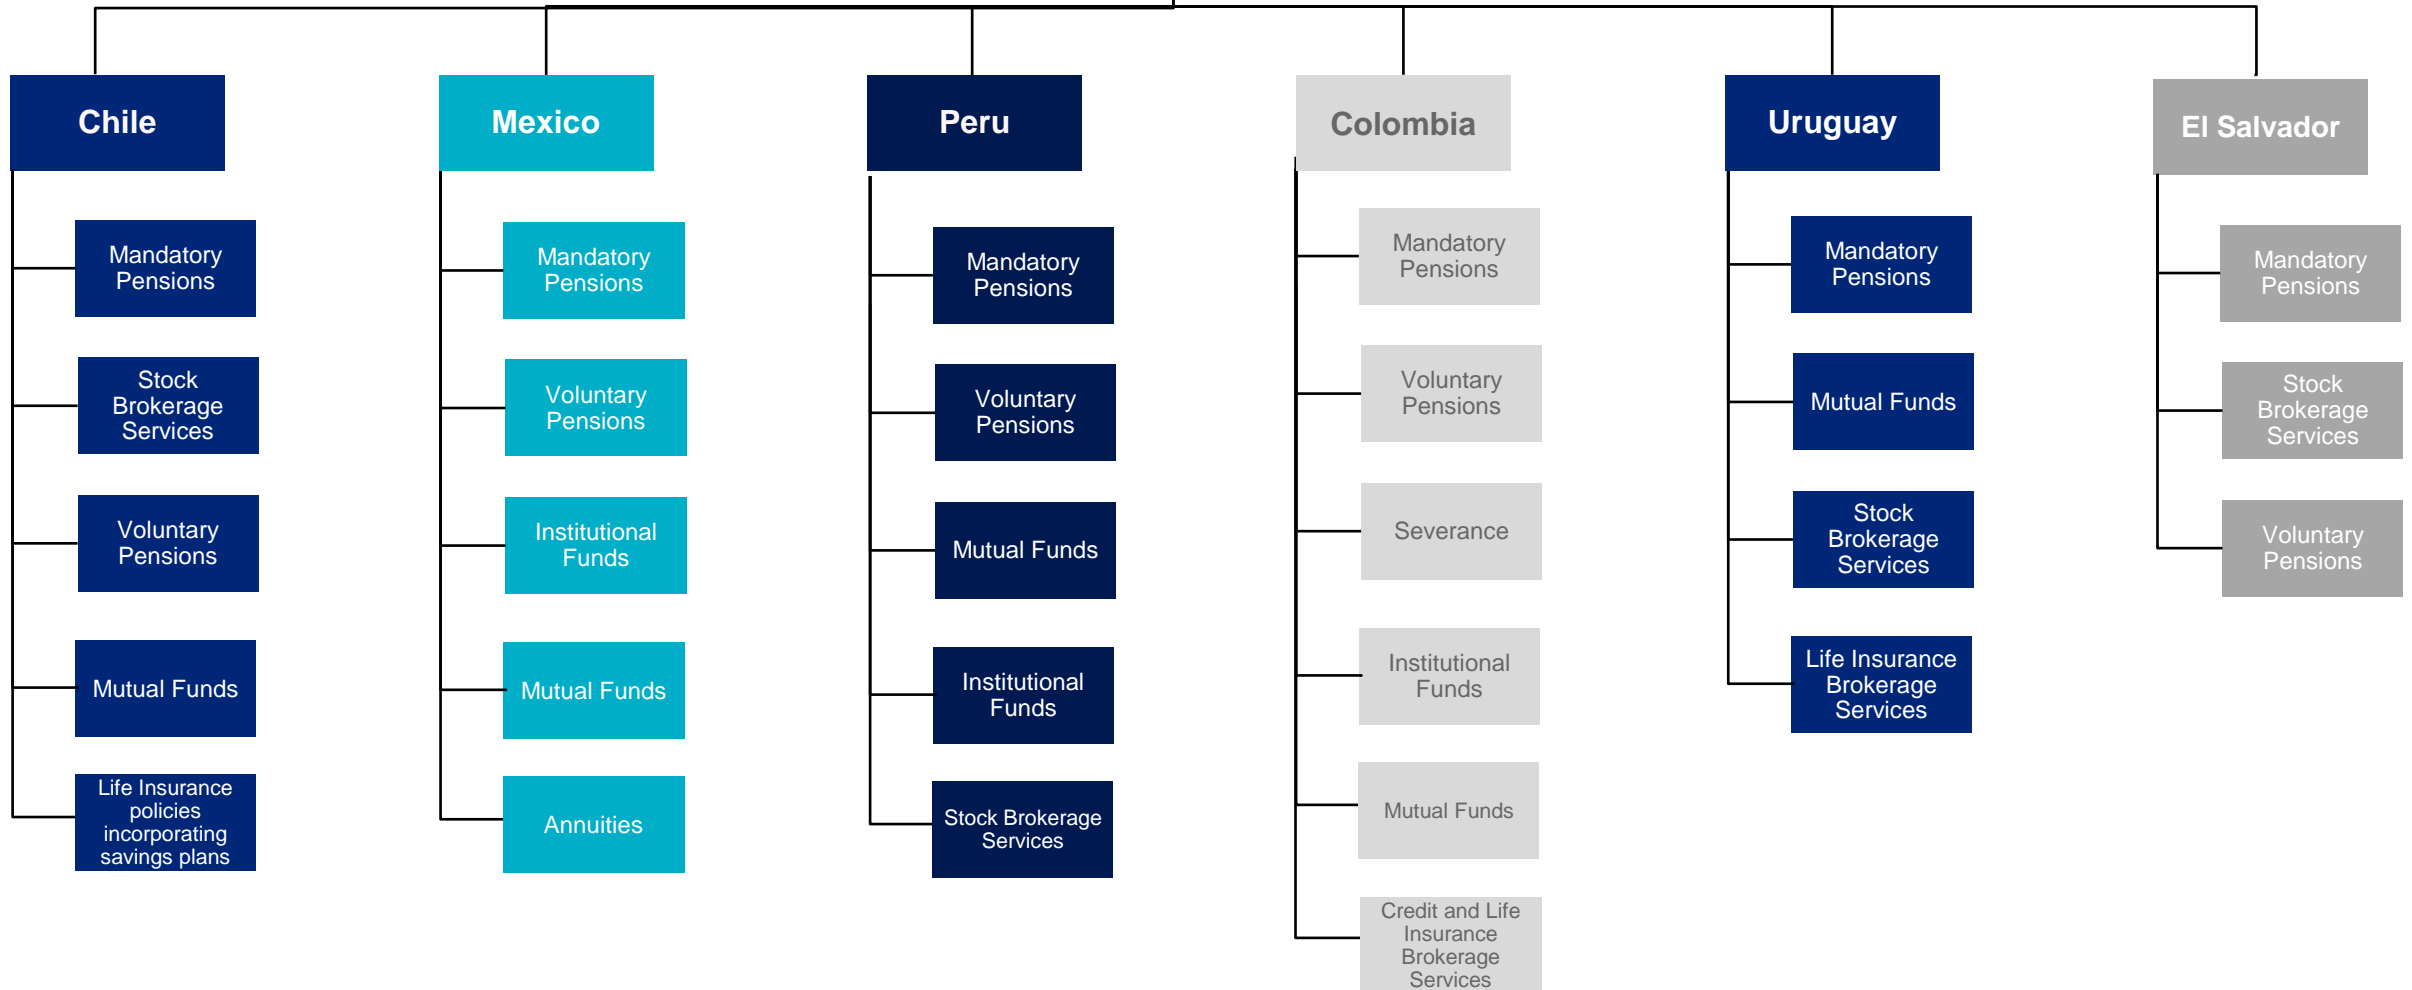 Chile
Mandatory
Pensions
Stock
Brokerage
Services
Voluntary
Pensions
Mutual Funds
Life Insurance
policies
incorporating
savings plans
Mexico
Mandatory
Pensions
Voluntary
Pensions
Institutional
Funds
Mutual Funds
Annuities
Peru
Mandatory
Pensions
Voluntary
Pensions
Mutual Funds
Institutional
Funds
Stock Brokerage
Services
Colombia
Mandatory
Pensions
Voluntary
Pensions
Severance
Institutional
Funds
Mutual Funds
Credit and Life
Insurance
Brokerage
Services
Uruguay
Mandatory
Pensions
Mutual Funds
Stock
Brokerage
Services
Life Insurance
Brokerage
Services
El Salvador
Mandatory
Pensions
Stock
Brokerage
Services
Voluntary
Pensions